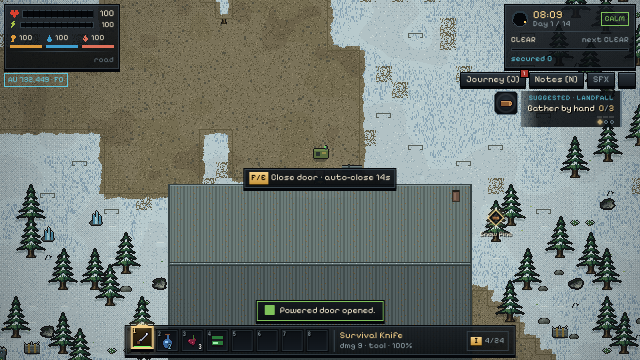 100
100
100 100 100
road
AU 792.449 · FO
08:09
Day 1 / 14
CALM
CLEAR
next CLEAR
secured 0
Journey (J)
1
Notes (N)
SFX
SUGGESTED · LANDFALL
Gather by hand 0/3
F/E Close door · auto-close 14s
Powered door opened.
2 3 4 5 6 7 8
3
Survival Knife
dmg 9 · tool · 100%
I 4/24